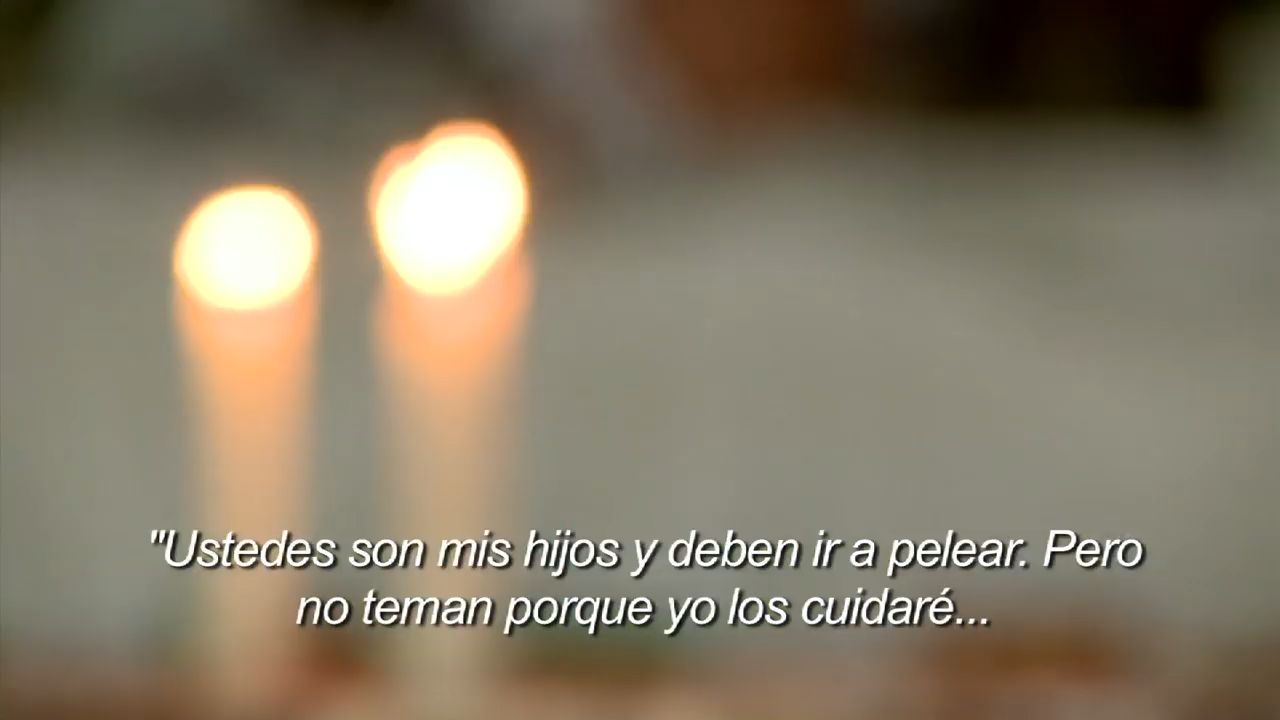 "Ustedes son mis hijos y deben ir a pelear. Pero
no teman porque yo los cuidaré...